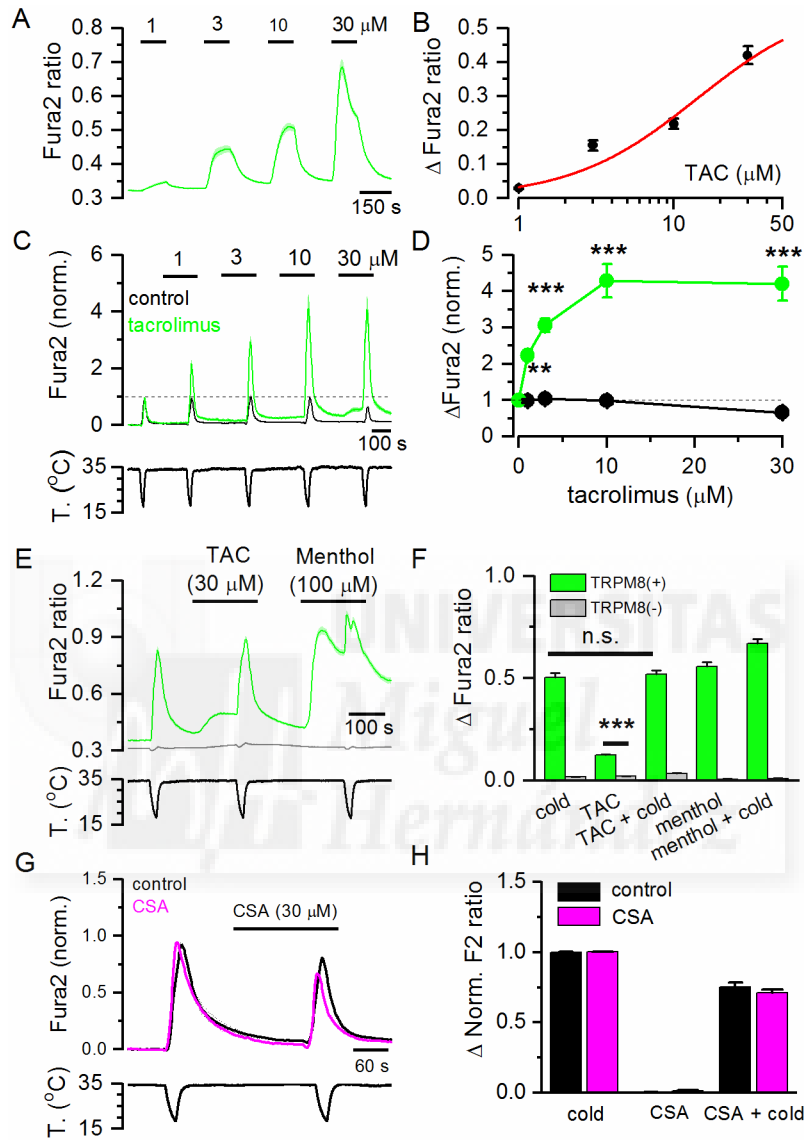 A
1 3 10 30 μM
Fura2 ratio
0.8
0.7
0.6
0.5
0.4
0.3
150 s
B
Δ Fura2 ratio
0.5
0.4
0.3
0.2
0.1
0.0
TAC (μM)
1 10 50
C
1 3 10 30 μM
control
tacrolimus
Fura2 (norm.)
6
4
2
0
100 s
T. (°C)
35
15
D
ΔFura2 (norm.)
5
4
3
2
1
0
** *** *** ***
0 10 20 30
tacrolimus (μM)
E
TAC Menthol
(30 μM) (100 μM)
Fura2 ratio
1.2
0.9
0.6
0.3
100 s
T. (°C)
35
15
F
TRPM8(+)
TRPM8(-)
n.s.
***
Δ Fura2 ratio
1.0
0.5
0.0
cold
TAC
TAC + cold
menthol
menthol + cold
UNIVERSITAS
Miguel
Hernández
G
control
CSA
CSA (30 μM)
Fura2 (norm.)
1.5
1.0
0.5
0.0
60 s
T. (°C)
35
15
H
control
CSA
Δ Norm. F2 ratio
1.5
1.0
0.5
0.0
cold CSA CSA + cold